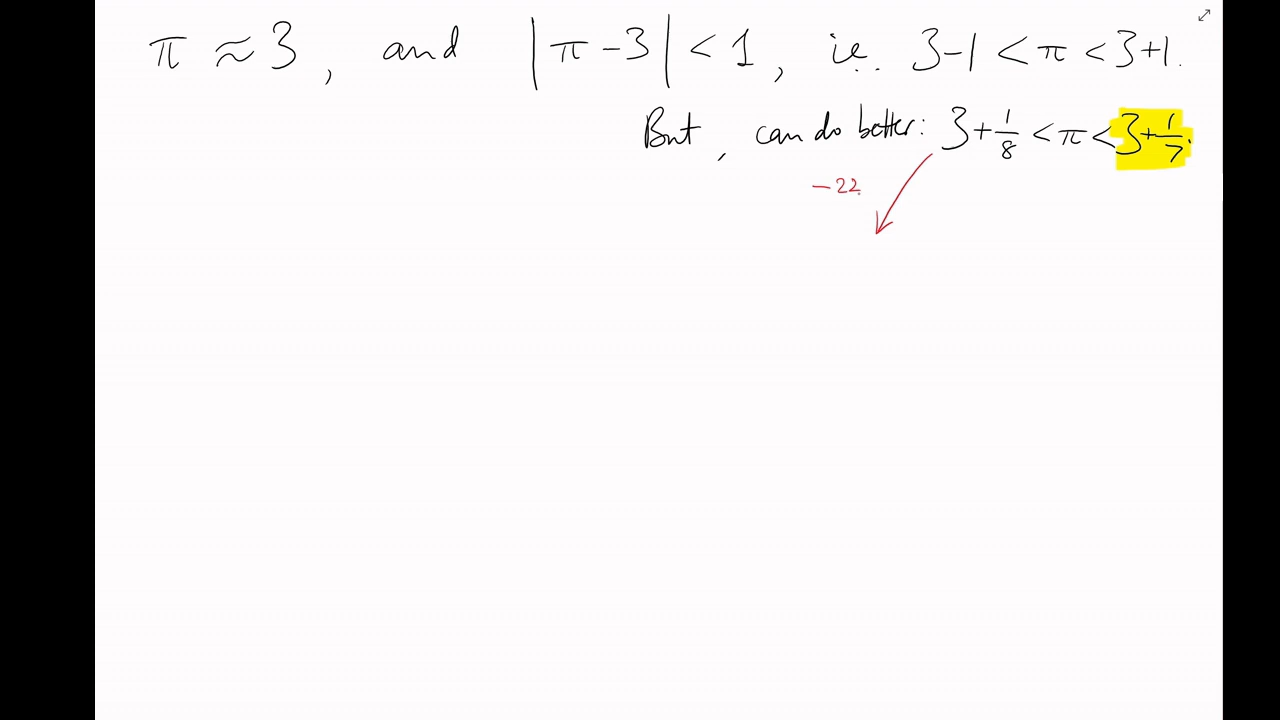 π ≈ 3, and |π - 3| < 1, i.e. 3-1 < π < 3+1.
But, can do better: 3 + 1/8 < π < 3 + 1/7.
- 22